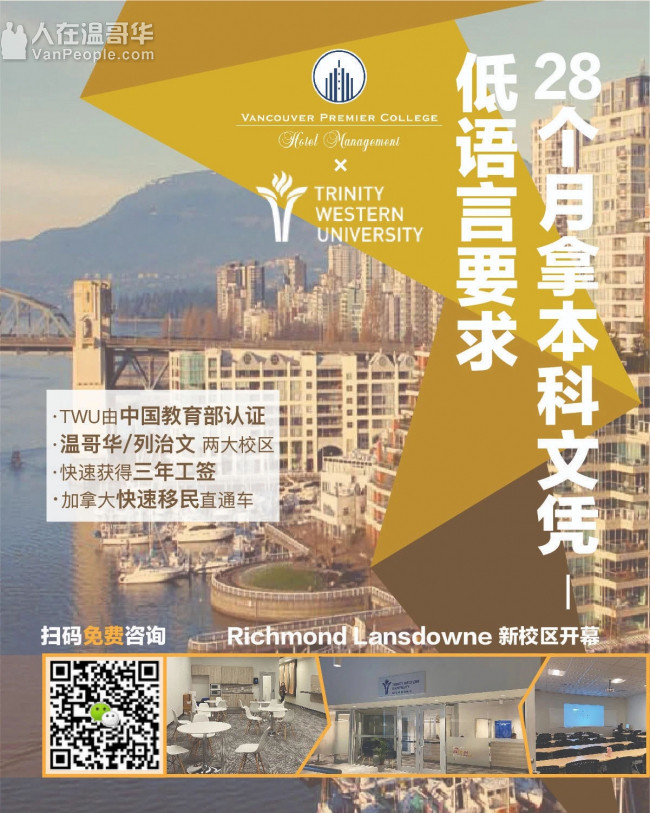 人在温哥华
VanPeople.com
VANCOUVER PREMIER COLLEGE
Hotel Management
×
TRINITY
WESTERN
UNIVERSITY
28个月拿本科文凭
低语言要求
·TWU由中国教育部认证
·温哥华/列治文 两大校区
·快速获得三年工签
·加拿大快速移民直通车
扫码免费咨询
Richmond Lansdowne 新校区开幕
TRINITY WESTERN
UNIVERSITY